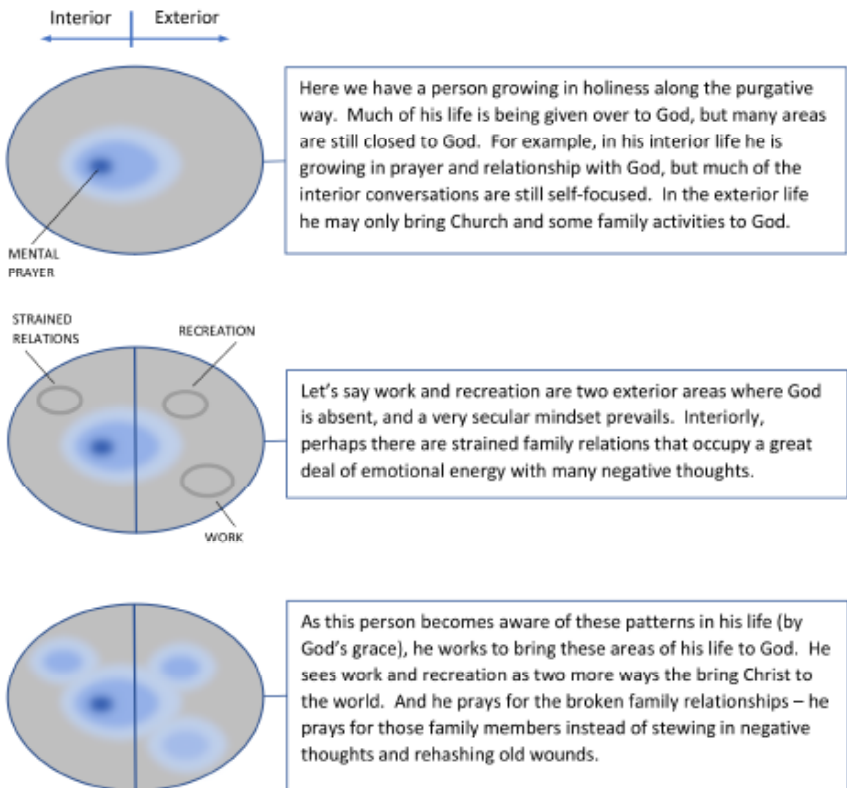 Interior
Exterior
Here we have a person growing in holiness along the purgative
way.  Much of his life is being given over to God, but many areas
are still closed to God.  For example, in his interior life he is
growing in prayer and relationship with God, but much of the
interior conversations are still self-focused.  In the exterior life
he may only bring Church and some family activities to God.
MENTAL
PRAYER
STRAINED
RELATIONS
RECREATION
Let's say work and recreation are two exterior areas where God
is absent, and a very secular mindset prevails.  Interiorly,
perhaps there are strained family relations that occupy a great
deal of emotional energy with many negative thoughts.
WORK
As this person becomes aware of these patterns in his life (by
God's grace), he works to bring these areas of his life to God.  He
sees work and recreation as two more ways the bring Christ to
the world.  And he prays for the broken family relationships – he
prays for those family members instead of stewing in negative
thoughts and rehashing old wounds.